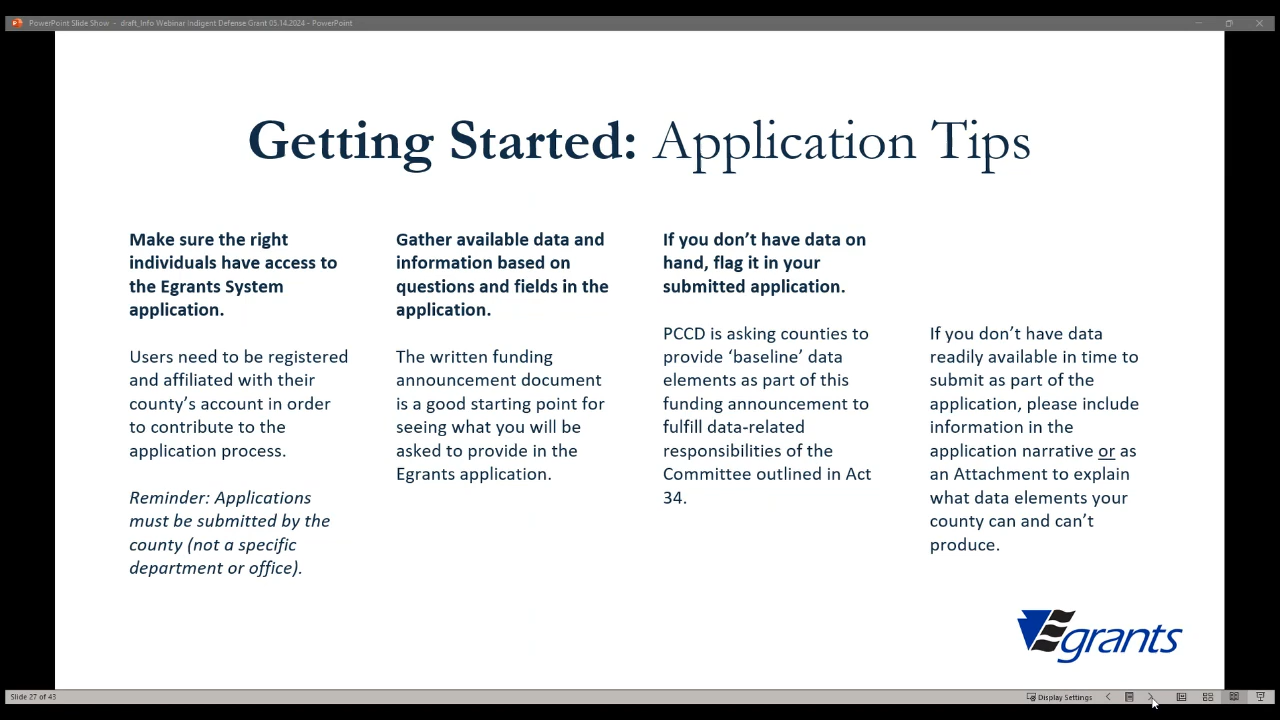 PowerPoint Slide Show - draft_Info Webinar Indigent Defense Grant 05.14.2024 - PowerPoint
Getting Started: Application Tips
Make sure the right
individuals have access to
the Egrants System
application.
Users need to be registered
and affiliated with their
county's account in order
to contribute to the
application process.
Reminder: Applications
must be submitted by the
county (not a specific
department or office).
Gather available data and
information based on
questions and fields in the
application.
The written funding
announcement document
is a good starting point for
seeing what you will be
asked to provide in the
Egrants application.
If you don't have data on
hand, flag it in your
submitted application.
PCCD is asking counties to
provide 'baseline' data
elements as part of this
funding announcement to
fulfill data-related
responsibilities of the
Committee outlined in Act
34.
If you don't have data
readily available in time to
submit as part of the
application, please include
information in the
application narrative or as
an Attachment to explain
what data elements your
county can and can't
produce.
Egrants
Slide 27 of 43
Display Settings